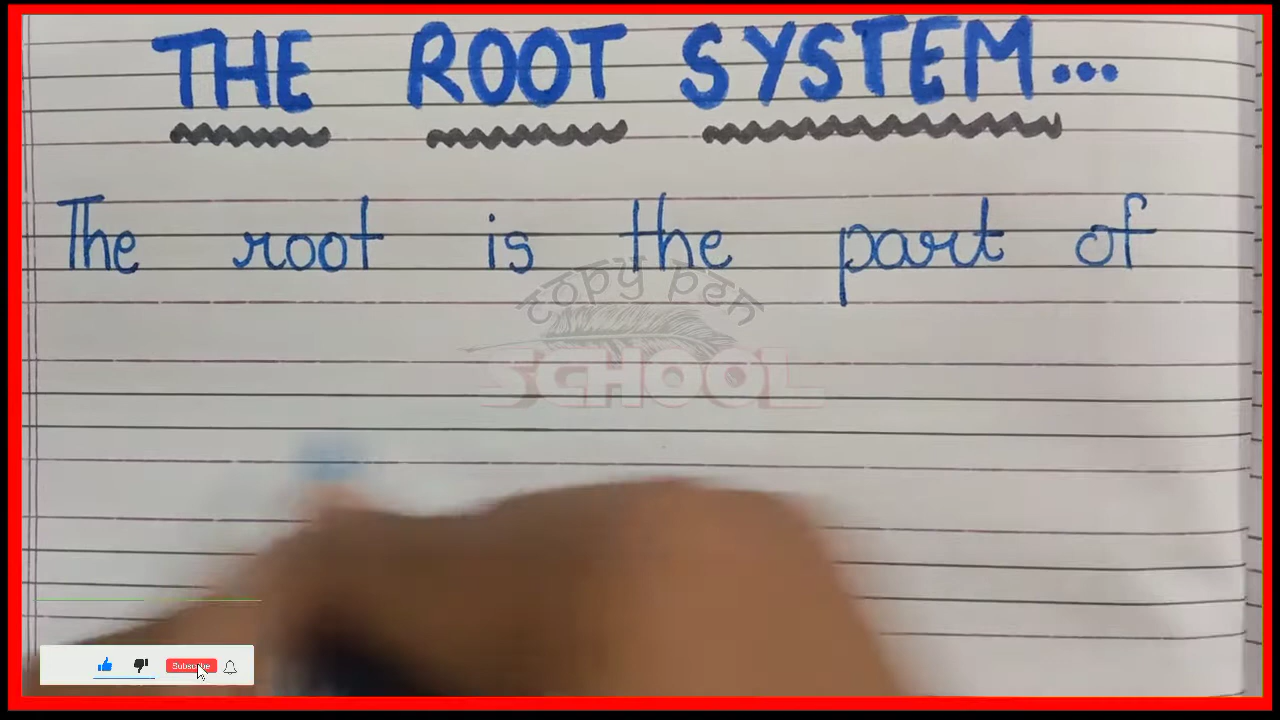 THE ROOT SYSTEM...
The root is the part of
copy pen
SCHOOL
Subscribe